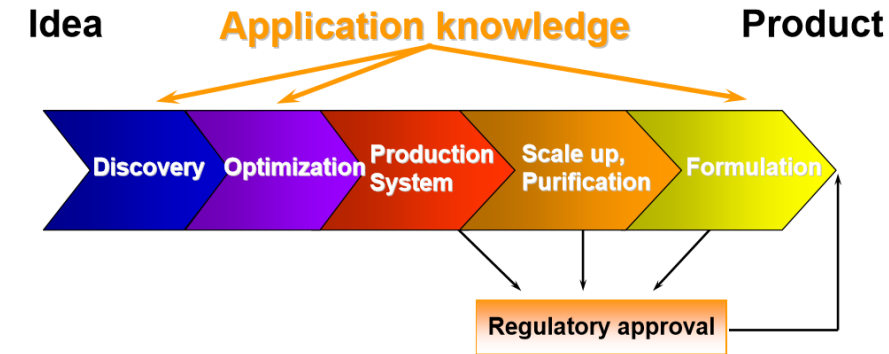 Idea
Application knowledge
Product
Discovery
Optimization
Production
System
Scale up,
Purification
Formulation
Regulatory approval